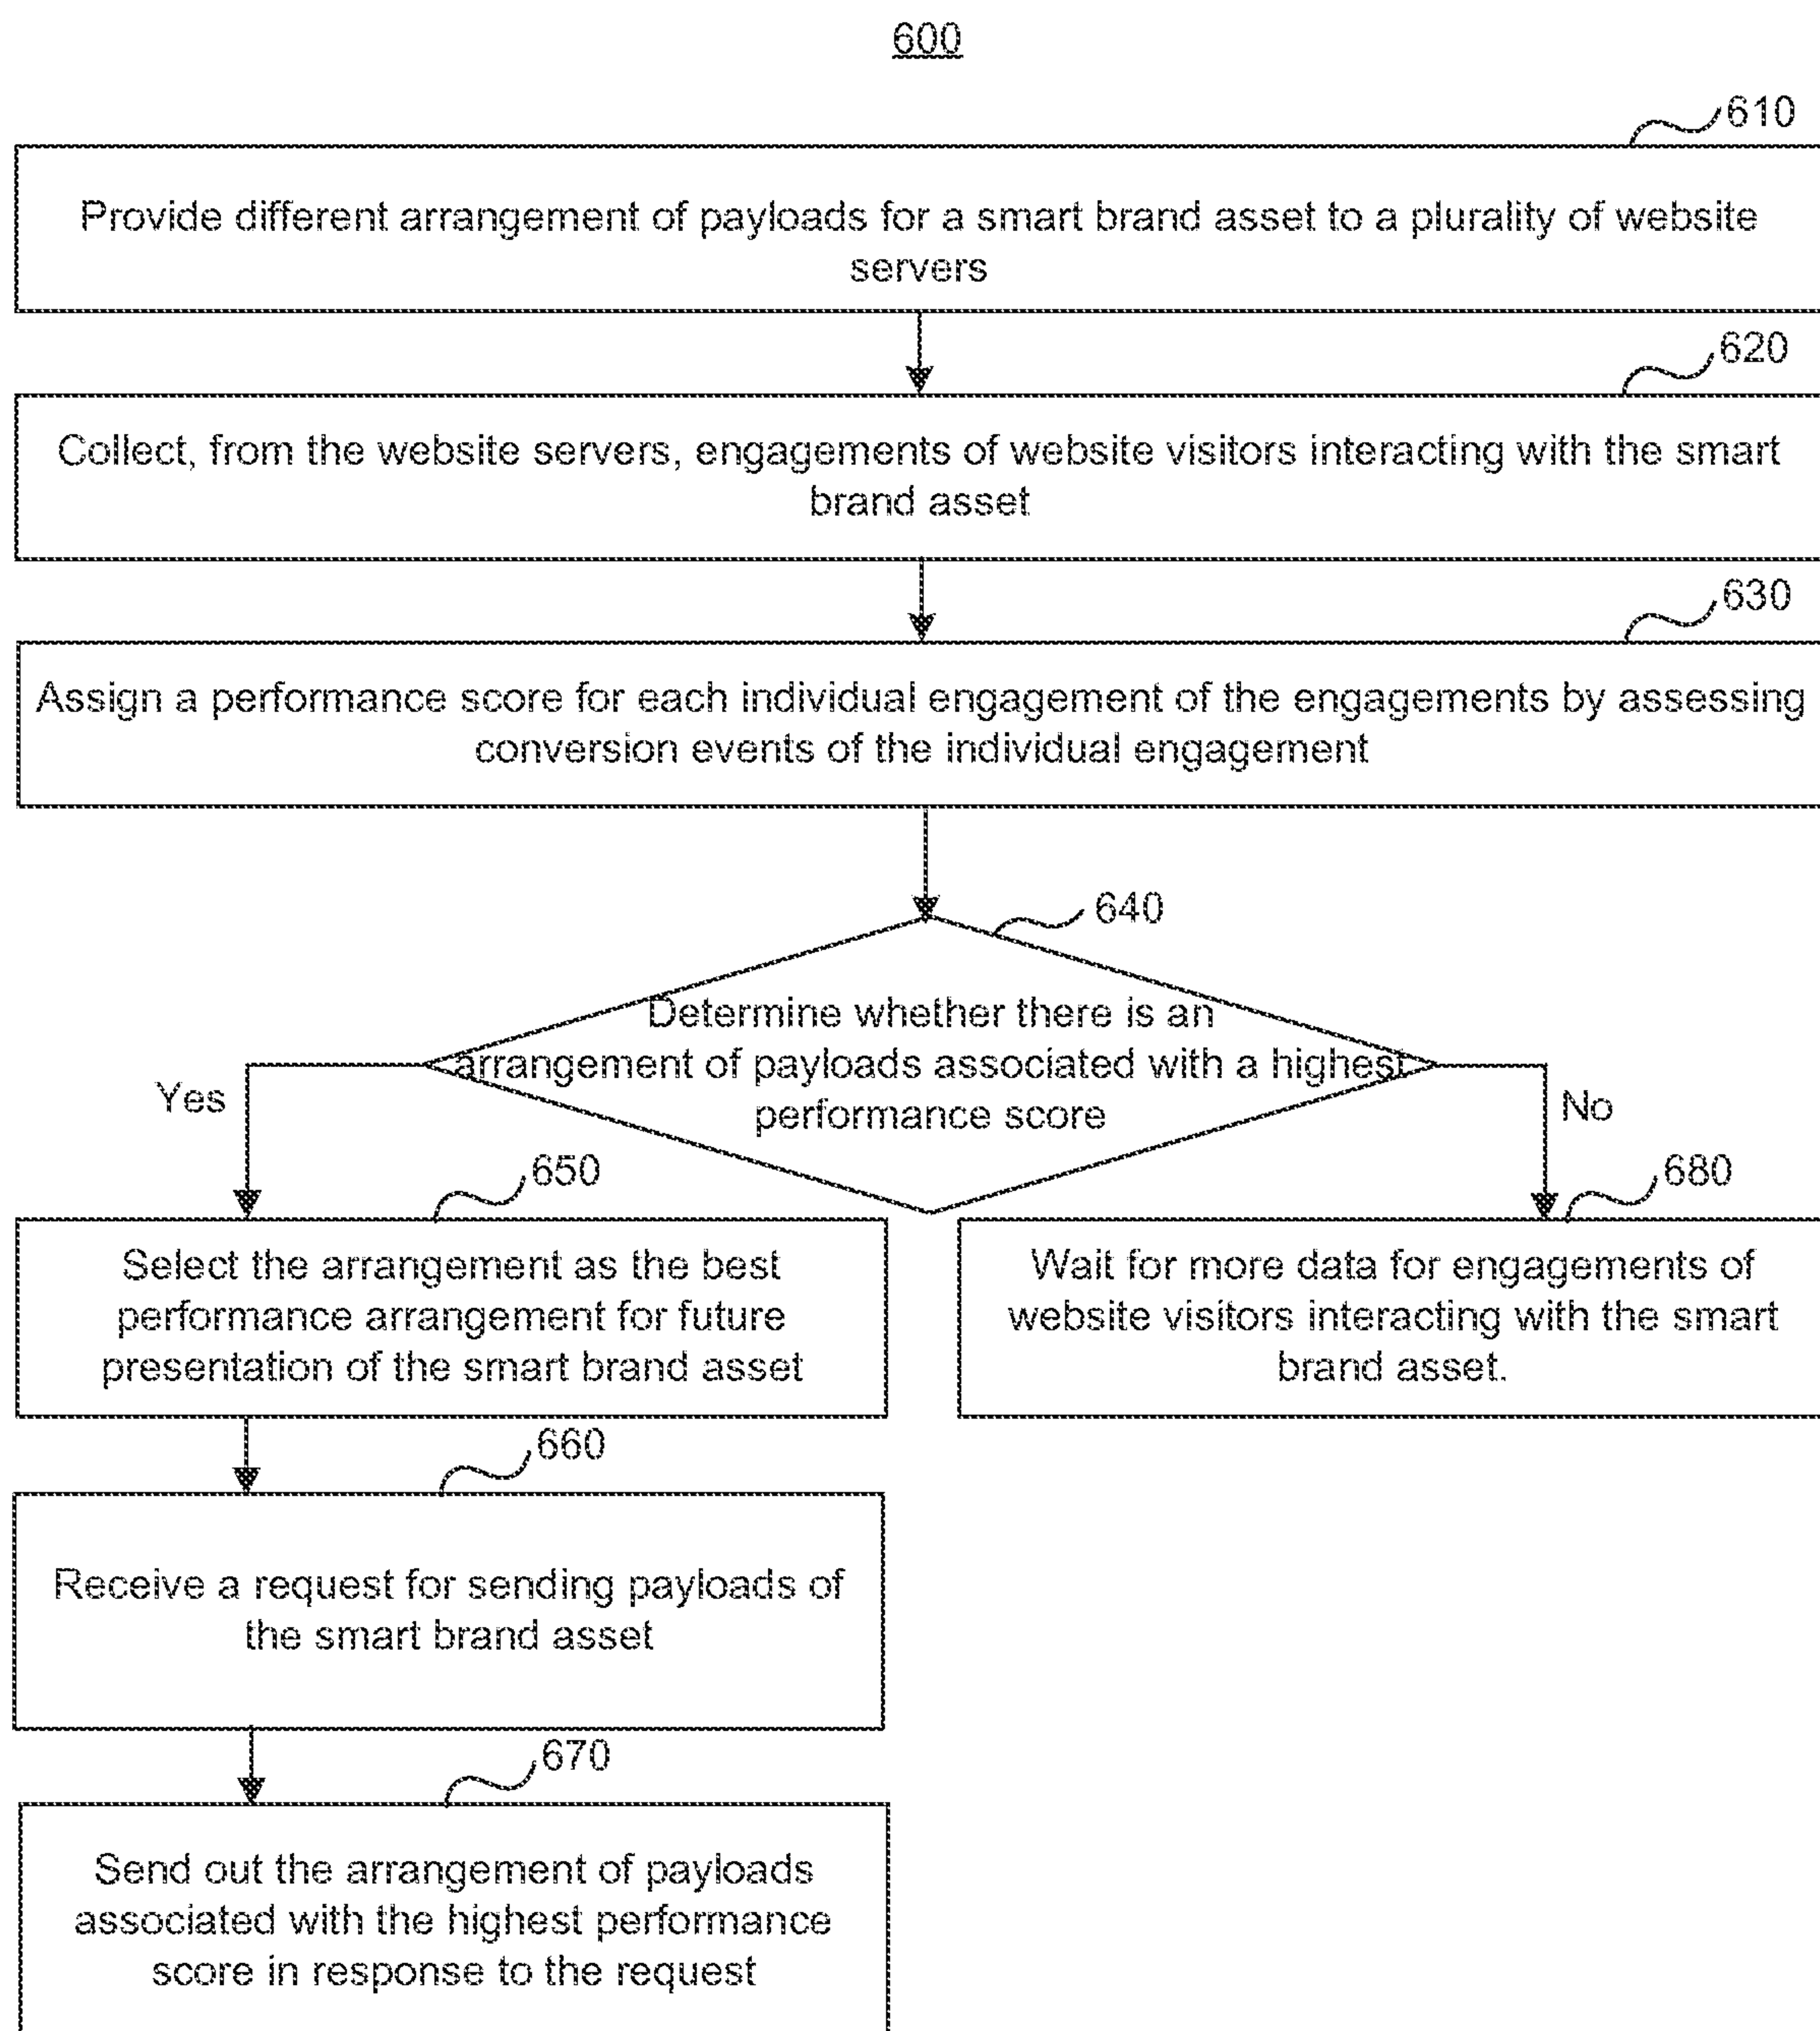 600
610
Provide different arrangement of payloads for a smart brand asset to a plurality of website
servers
620
Collect, from the website servers, engagements of website visitors interacting with the smart
brand asset
630
Assign a performance score for each individual engagement of the engagements by assessing
conversion events of the individual engagement
640
Determine whether there is an
arrangement of payloads associated with a highest
performance score
Yes
No
650
Select the arrangement as the best
performance arrangement for future
presentation of the smart brand asset
680
Wait for more data for engagements of
website visitors interacting with the smart
brand asset.
660
Receive a request for sending payloads of
the smart brand asset
670
Send out the arrangement of payloads
associated with the highest performance
score in response to the request